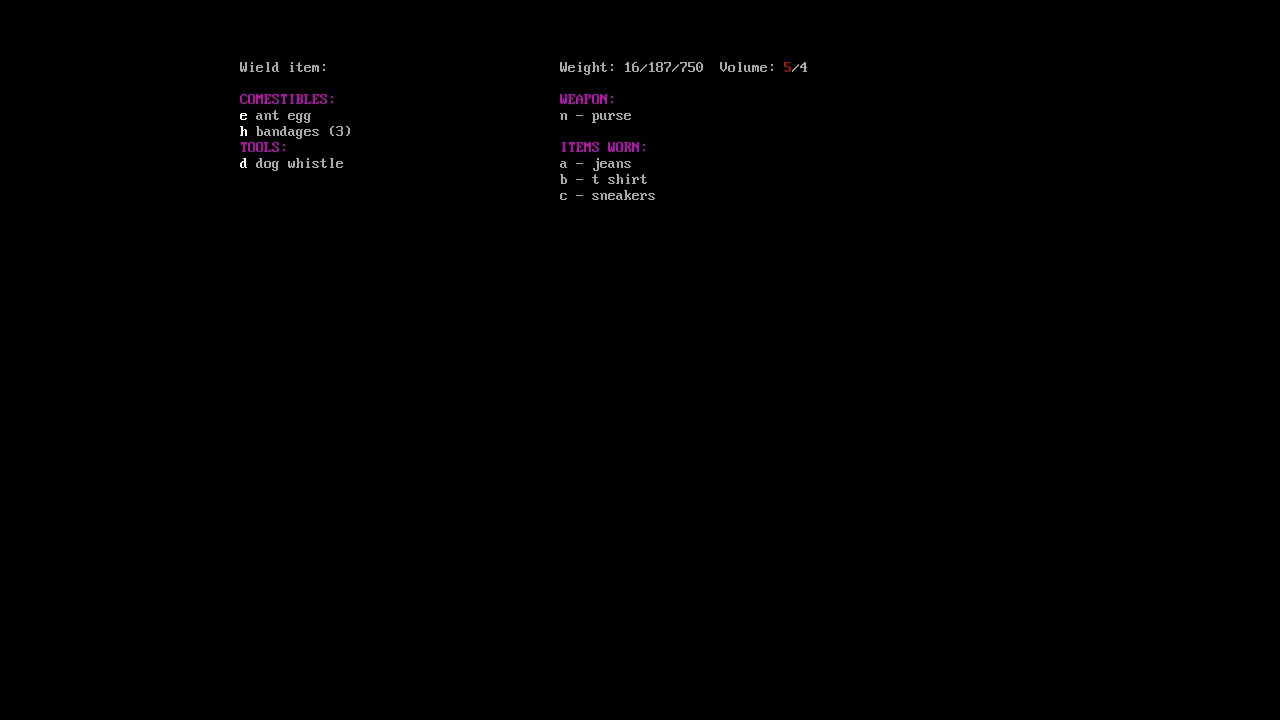 Wield item:
COMESTIBLES:
e ant egg
h bandages (3)
TOOLS:
d dog whistle
Weight: 16/187/750  Volume: 5/4
WEAPON:
n - purse
ITEMS WORN:
a - jeans
b - t shirt
c - sneakers